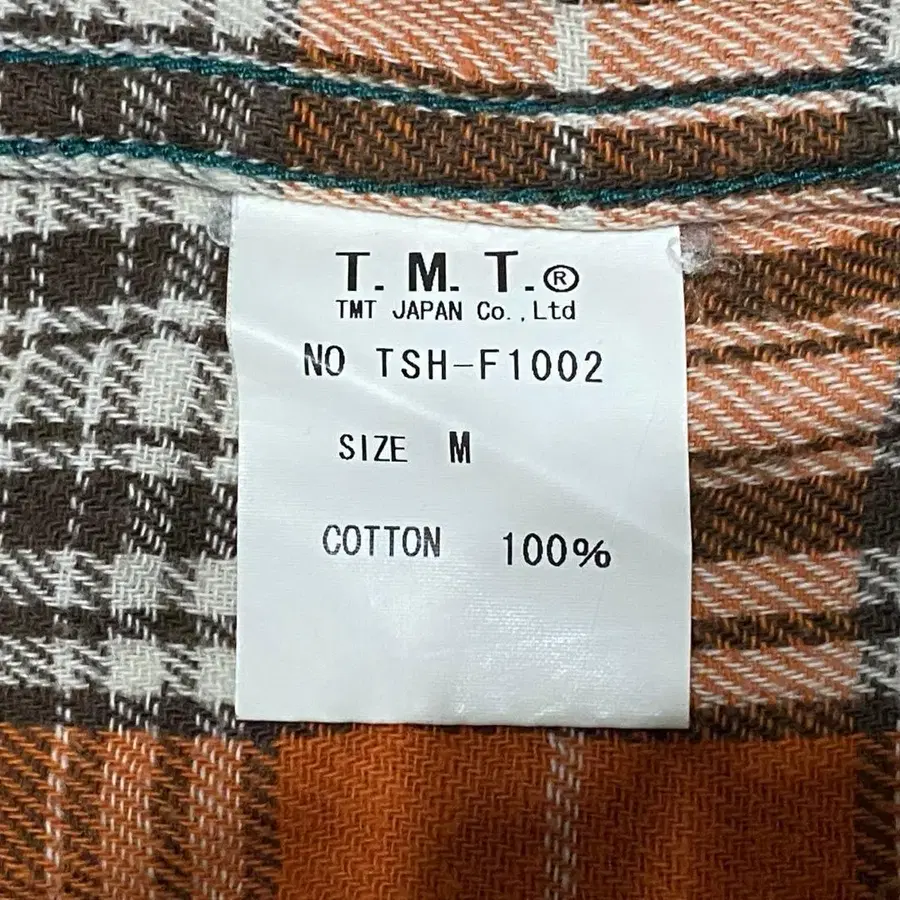 T. M. T.®
TMT JAPAN Co.,Ltd
NO TSH-F1002
SIZE M
COTTON 100%